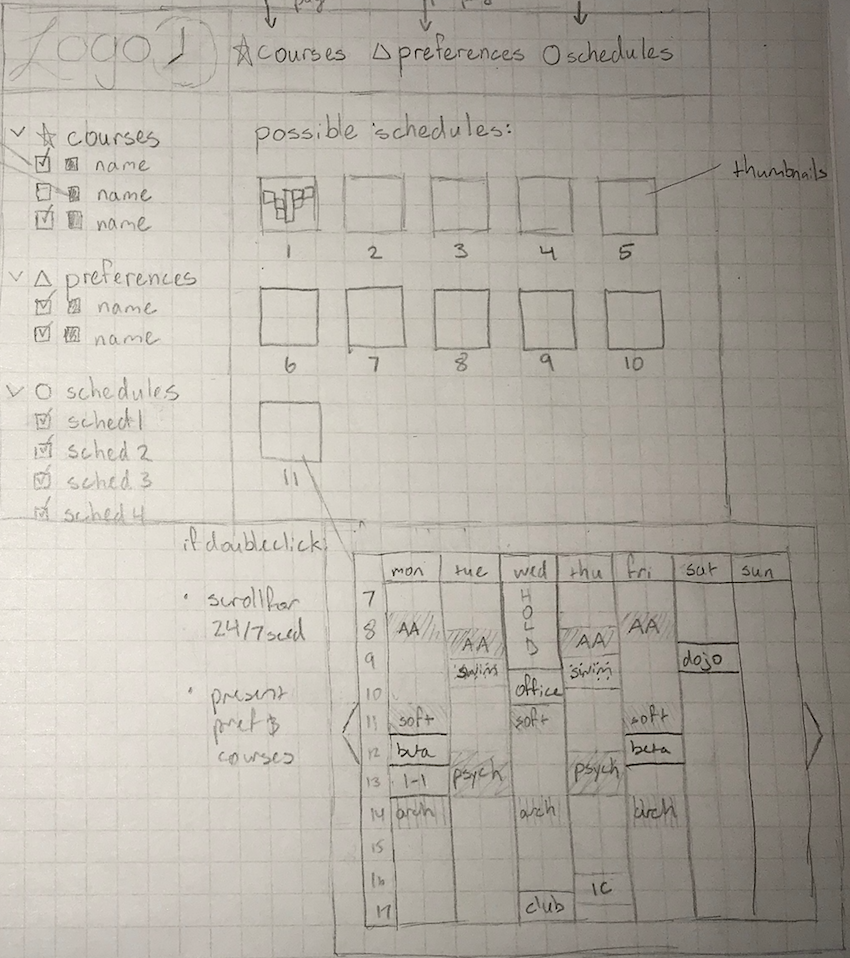 Logo
courses preferences schedules
courses
name
name
name
preferences
name
name
schedules
sched 1
sched 2
sched 3
sched 4
possible schedules:
thumbnails
1 2 3 4 5
6 7 8 9 10
11
if doubleclick:
• scroll for
24/7 sced
• present
pref &
courses
mon tue wed thu fri sat sun
7 HOLD
8 AA AA AA AA
9 swim swim dojo
10 office
11 soft soft soft
12 beta beta
13 1-1 psych psych
14 arch arch arch
15
16 1C
17 club